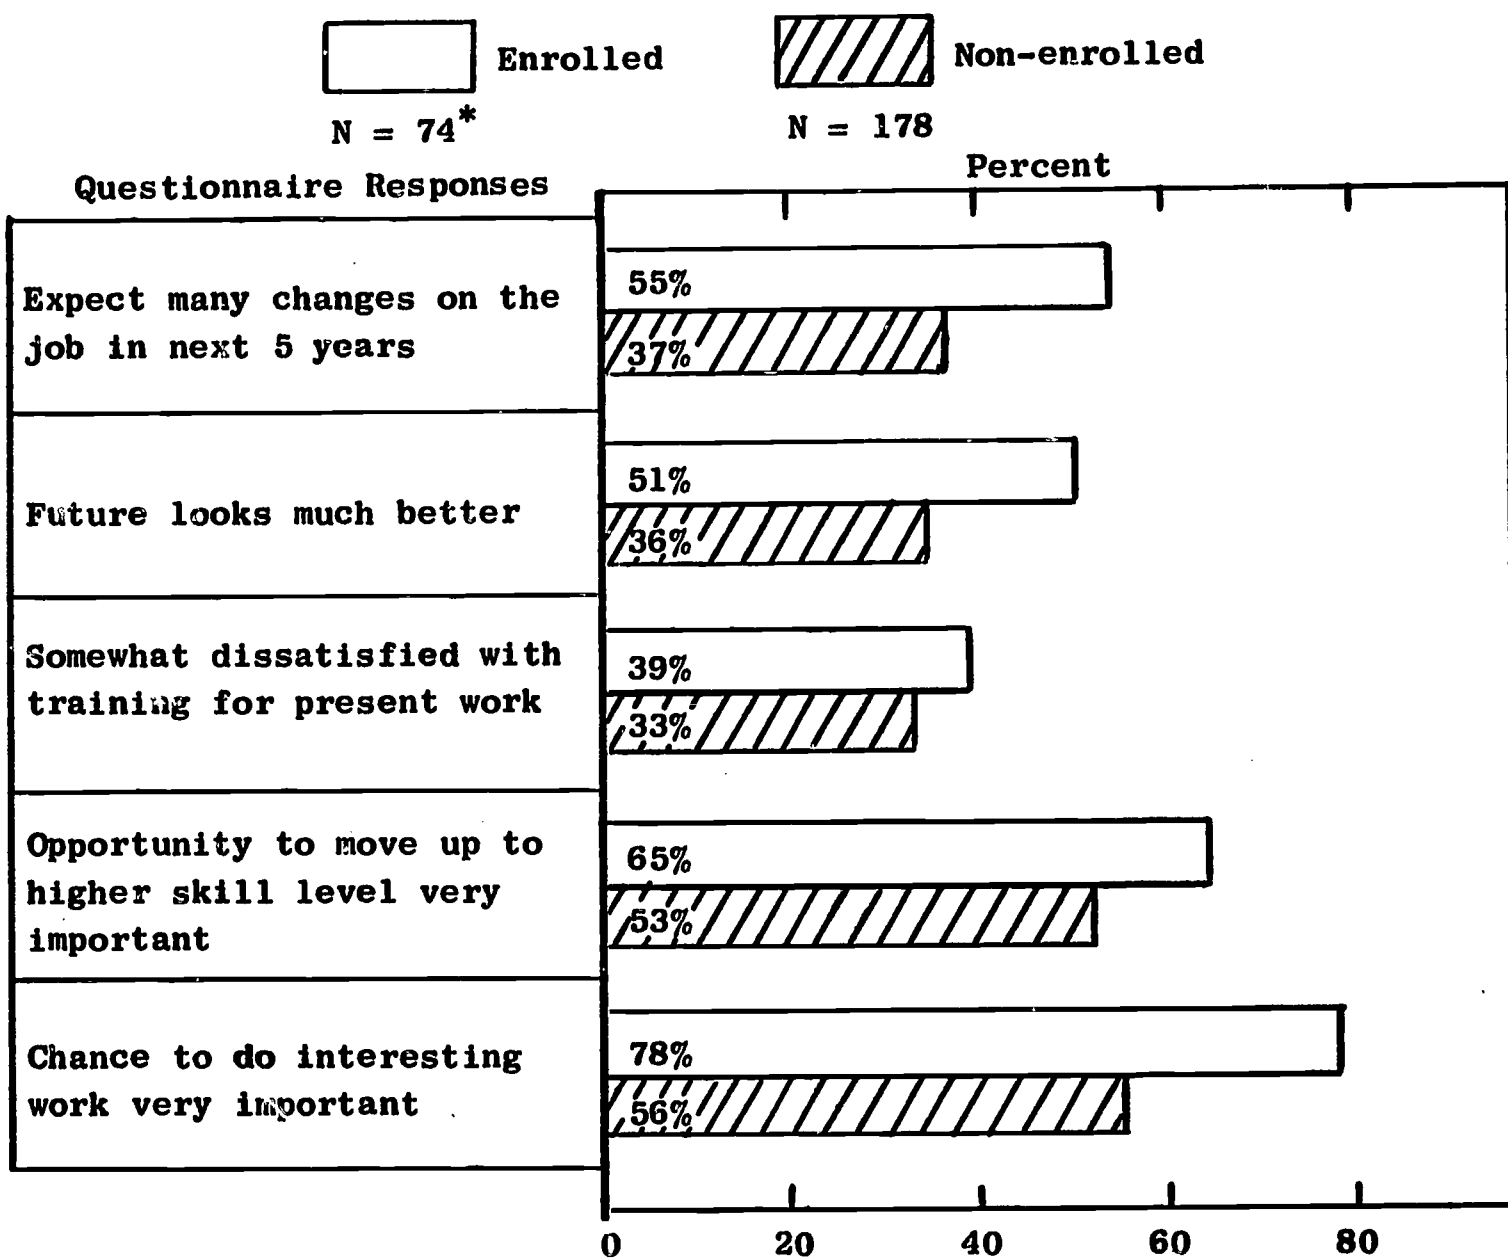 Enrolled
Non-enrolled
N = 74*
N = 178
Questionnaire Responses
Percent
Expect many changes on the
job in next 5 years
55%
37%
Future looks much better
51%
36%
Somewhat dissatisfied with
training for present work
39%
33%
Opportunity to move up to
higher skill level very
important
65%
53%
Chance to do interesting
work very important
78%
56%
0 20 40 60 80